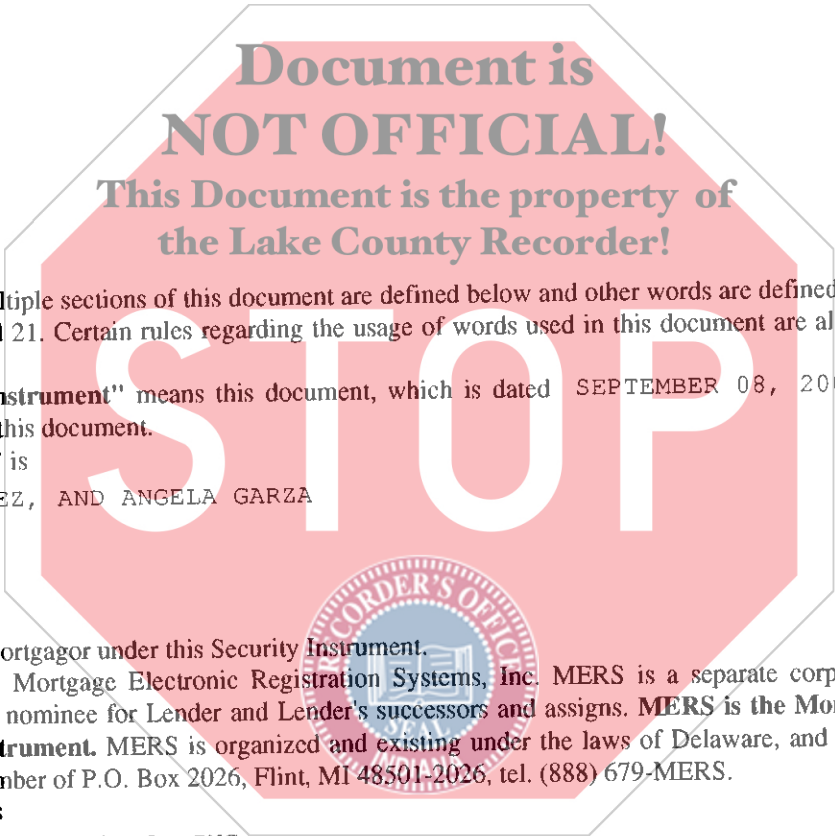 Document is
NOT OFFICIAL!
This Document is the property of
the Lake County Recorder!
ltiple sections of this document are defined below and other words are defined
21. Certain rules regarding the usage of words used in this document are al
nstrument" means this document, which is dated SEPTEMBER 08, 200
this document.
is
EZ, AND ANGELA GARZA
STOP
RECORDER'S OFFICE
ortgagor under this Security Instrument.
Mortgage Electronic Registration Systems, Inc. MERS is a separate corp
nominee for Lender and Lender's successors and assigns. MERS is the Mor
trument. MERS is organized and existing under the laws of Delaware, and
nber of P.O. Box 2026, Flint, MI 48501-2026, tel. (888) 679-MERS.
s
SEAL
INDIANA